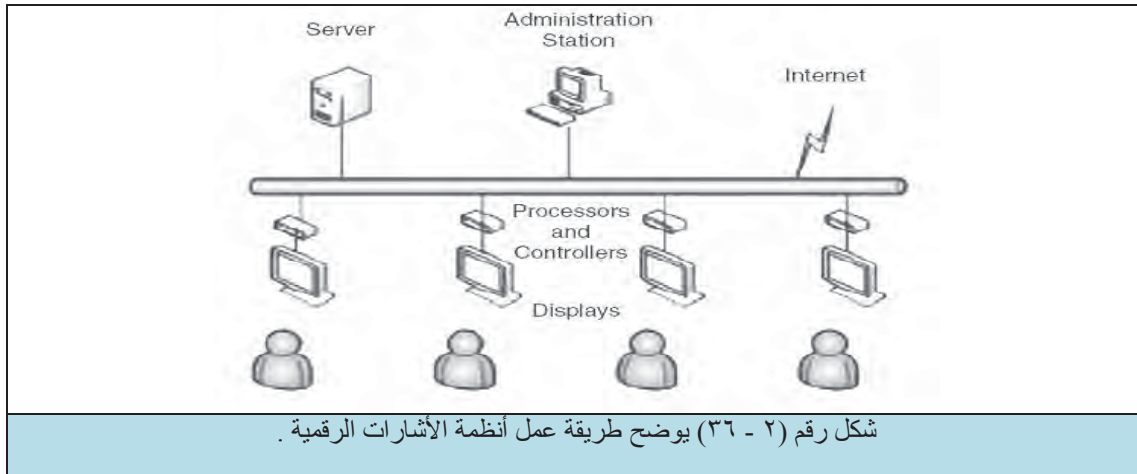 Server
Administration
Station
Internet
Processors
and
Controllers
Displays
شكل رقم (٢ - ٣٦) يوضح طريقة عمل أنظمة الأشارات الرقمية .